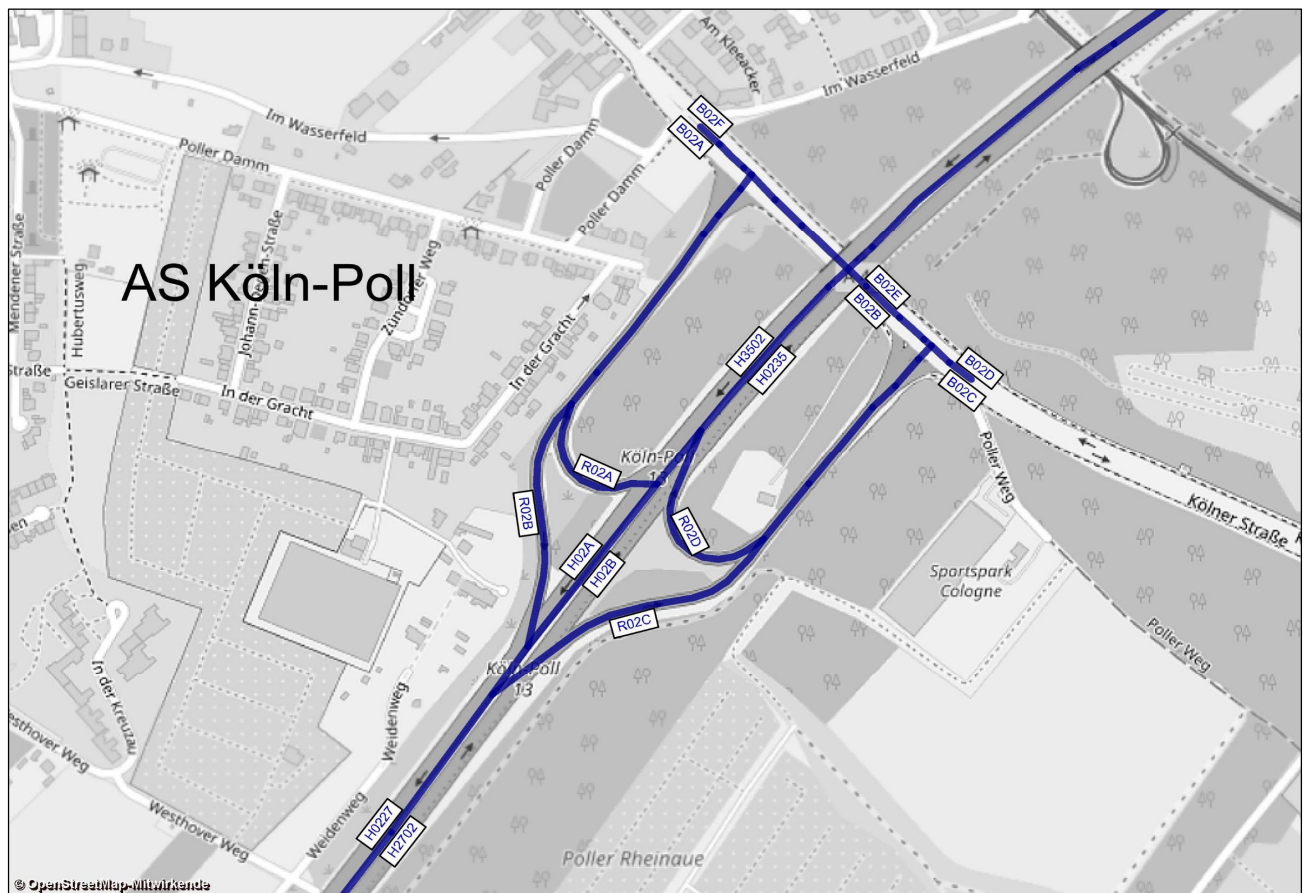 Am Kleeacker
Im Wasserfeld
B02F
B02A
Im Wasserfeld
Poller Damm
Poller Damm
Poller Damm
Mendener Straße
Hubertusweg
AS Köln-Poll
Zündorfer Weg
B02E
B02B
H3502
H0235
B02D
B02C
straße
Geislarer Straße
In der Gracht
In der Gracht
Köln-Poll
13
R02A
R02B
R02D
Poller Weg
Kölner Straße
H02A
H02B
Sportspark
Cologne
R02C
Poller Weg
Köln-Poll
13
In der Kreuzau
Weidenweg
esthover Weg
Westhover Weg
Weidenweg
H0227
H2702
Poller Rheinaue
© OpenStreetMap-Mitwirkende